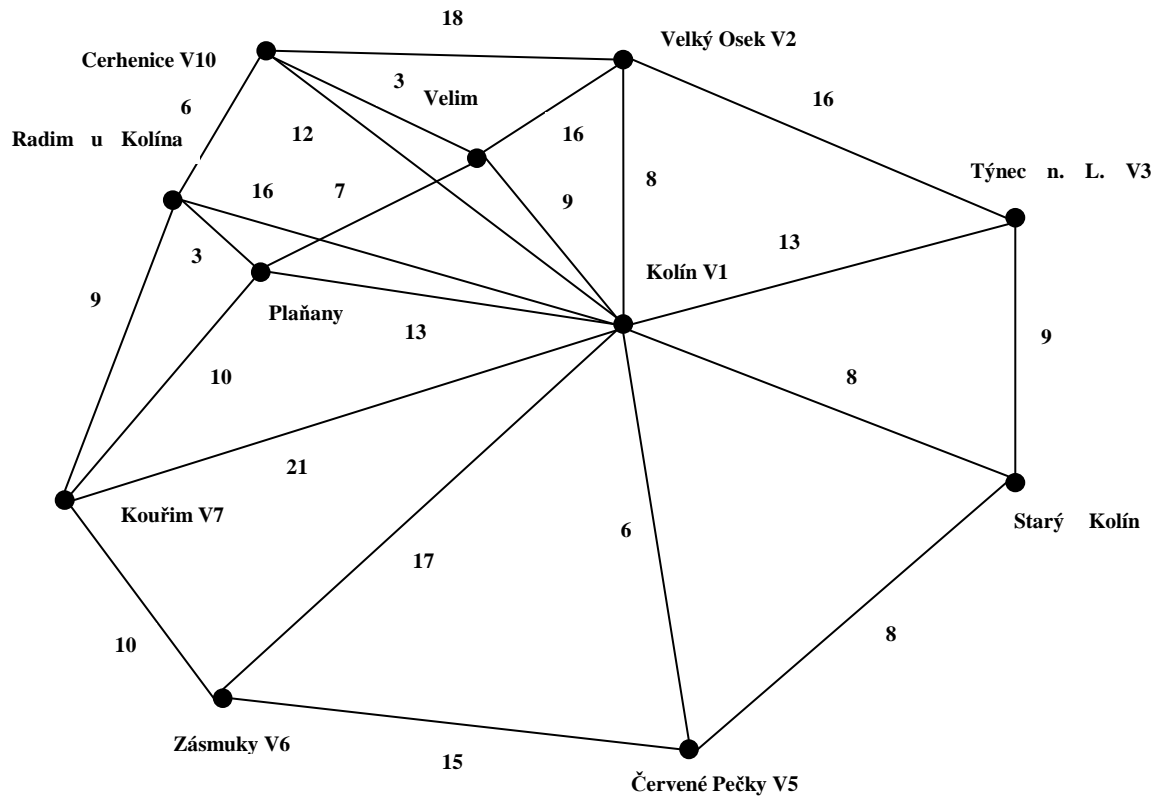 18
Velký Osek V2
Cerhenice V10
3
Velim
16
6
12
16
Radim u Kolína
Týnec n. L. V3
8
16
7
9
13
3
Kolín V1
9
Plaňany
13
9
10
8
21
Kouřim V7
Starý Kolín
6
17
10
8
Zásmuky V6
15
Červené Pečky V5